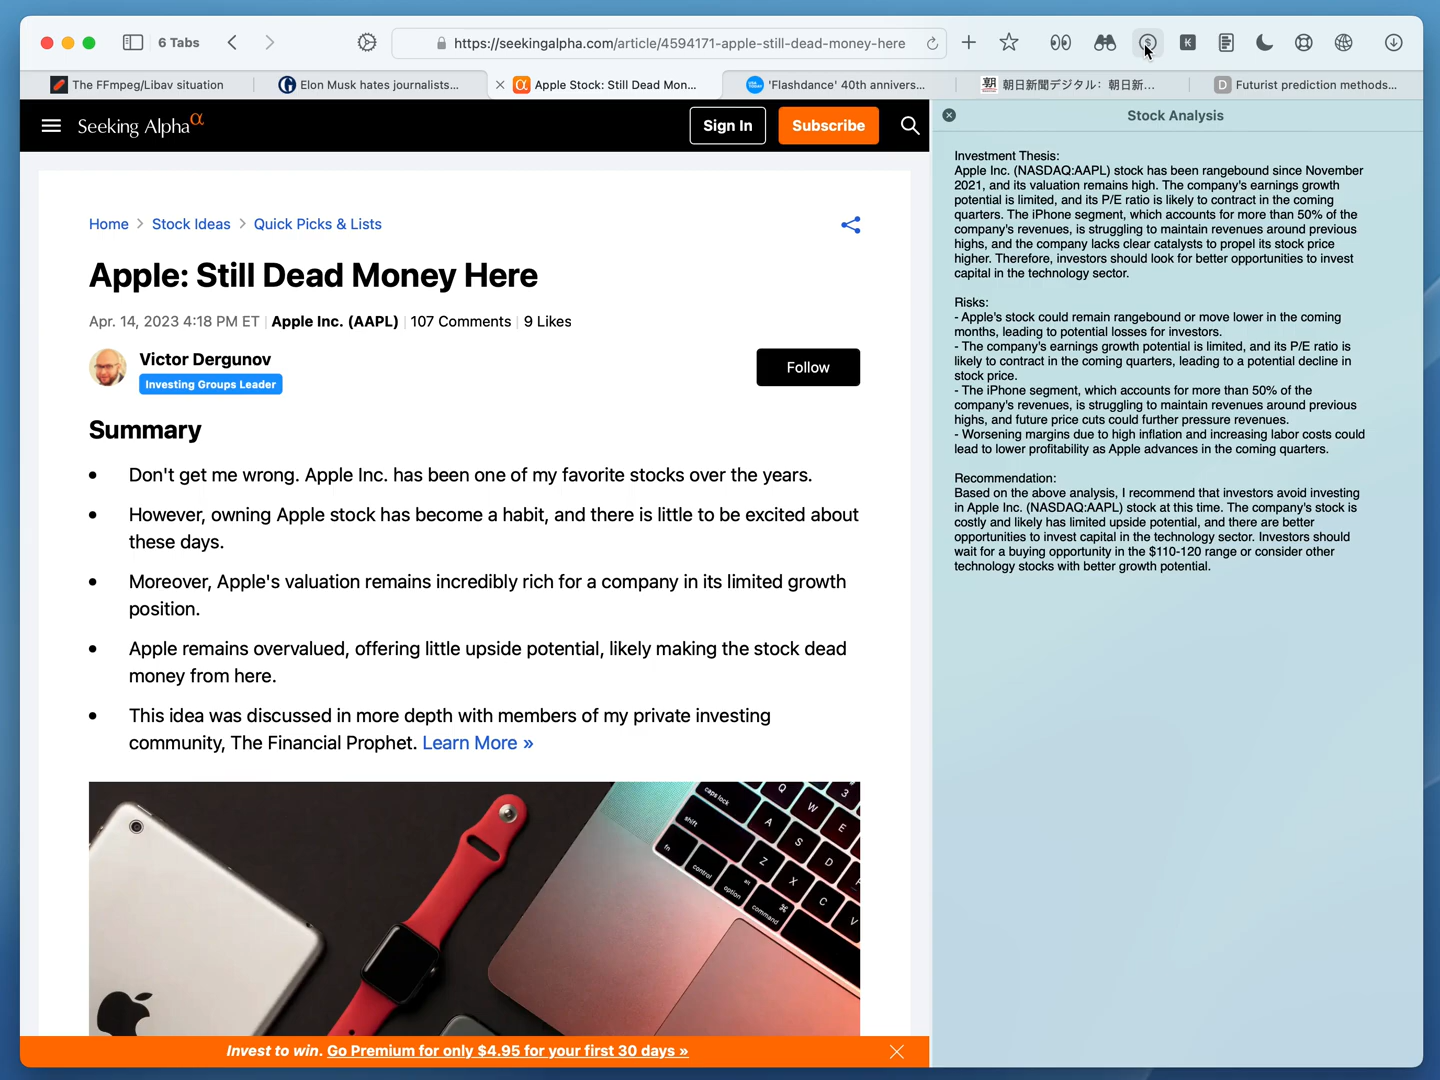 6 Tabs
https://seekingalpha.com/article/4594171-apple-still-dead-money-here
K
The FFmpeg/Libav situation
Elon Musk hates journalists...
Apple Stock: Still Dead Mon...
'Flashdance' 40th annivers...
朝日新聞デジタル：朝日新...
D
Futurist prediction methods...
Seeking Alphaα
Sign In
Subscribe
Home > Stock Ideas > Quick Picks & Lists
Apple: Still Dead Money Here
Apr. 14, 2023 4:18 PM ET | Apple Inc. (AAPL) | 107 Comments | 9 Likes
Victor Dergunov
Investing Groups Leader
Follow
Summary
• Don't get me wrong. Apple Inc. has been one of my favorite stocks over the years.
• However, owning Apple stock has become a habit, and there is little to be excited about
these days.
• Moreover, Apple's valuation remains incredibly rich for a company in its limited growth
position.
• Apple remains overvalued, offering little upside potential, likely making the stock dead
money from here.
• This idea was discussed in more depth with members of my private investing
community, The Financial Prophet. Learn More »
caps lock
shift
fn
control
option
command
Q
W
E
3
A
S
D
Z
X
C
V
Invest to win. Go Premium for only $4.95 for your first 30 days »
Stock Analysis
Investment Thesis:
Apple Inc. (NASDAQ:AAPL) stock has been rangebound since November
2021, and its valuation remains high. The company's earnings growth
potential is limited, and its P/E ratio is likely to contract in the coming
quarters. The iPhone segment, which accounts for more than 50% of the
company's revenues, is struggling to maintain revenues around previous
highs, and the company lacks clear catalysts to propel its stock price
higher. Therefore, investors should look for better opportunities to invest
capital in the technology sector.
Risks:
- Apple's stock could remain rangebound or move lower in the coming
months, leading to potential losses for investors.
- The company's earnings growth potential is limited, and its P/E ratio is
likely to contract in the coming quarters, leading to a potential decline in
stock price.
- The iPhone segment, which accounts for more than 50% of the
company's revenues, is struggling to maintain revenues around previous
highs, and future price cuts could further pressure revenues.
- Worsening margins due to high inflation and increasing labor costs could
lead to lower profitability as Apple advances in the coming quarters.
Recommendation:
Based on the above analysis, I recommend that investors avoid investing
in Apple Inc. (NASDAQ:AAPL) stock at this time. The company's stock is
costly and likely has limited upside potential, and there are better
opportunities to invest capital in the technology sector. Investors should
wait for a buying opportunity in the $110-120 range or consider other
technology stocks with better growth potential.